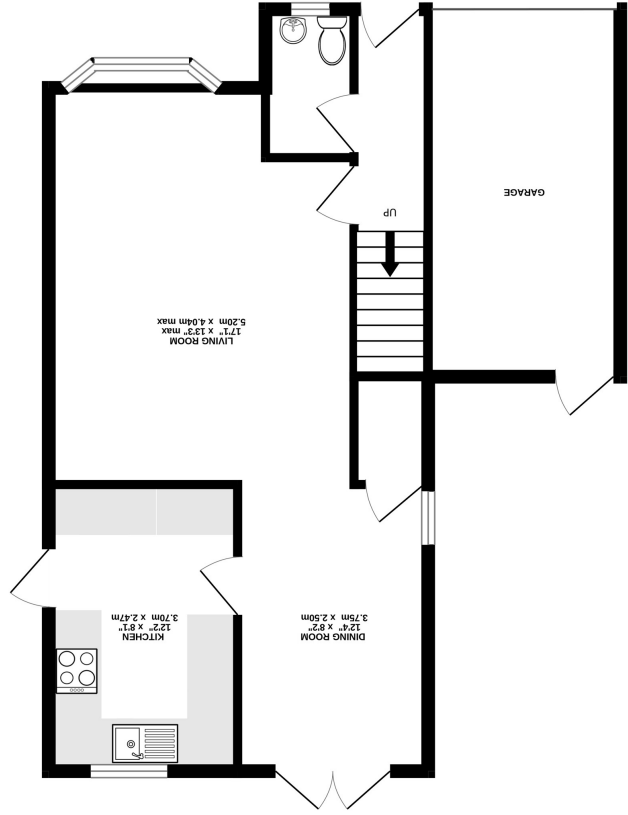 KITCHEN
12'2" x 8'1"
3.70m x 2.47m
DINING ROOM
12'4" x 8'2"
3.75m x 2.50m
LIVING ROOM
17'1" x 13'3" max
5.20m x 4.04m max
UP
GARAGE